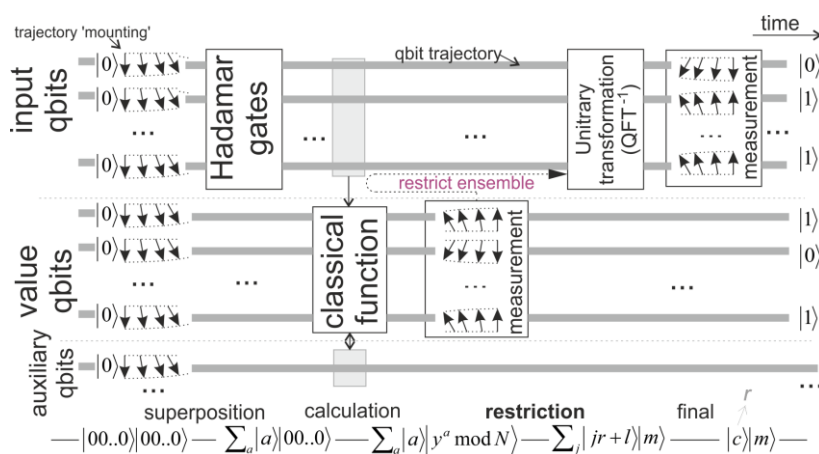 time
trajectory 'mounting'
qbit trajectory
input
qbits
|0⟩
|0⟩
...
|0⟩
Hadamar
gates
...
...
Unitrary
transformation
(QFT⁻¹)
...
measurement
|0⟩
|1⟩
...
|1⟩
restrict ensemble
value
qbits
|0⟩
|0⟩
...
|0⟩
...
classical
function
...
...
measurement
...
|1⟩
|0⟩
|1⟩
auxiliary
qbits
|0⟩
...
...
r
superposition calculation restriction final
|00..0⟩|00..0⟩ ∑ₐ|a⟩|00..0⟩ ∑ₐ|a⟩|yᵃ mod N⟩ ∑ⱼ|jr+l⟩|m⟩ |c⟩|m⟩